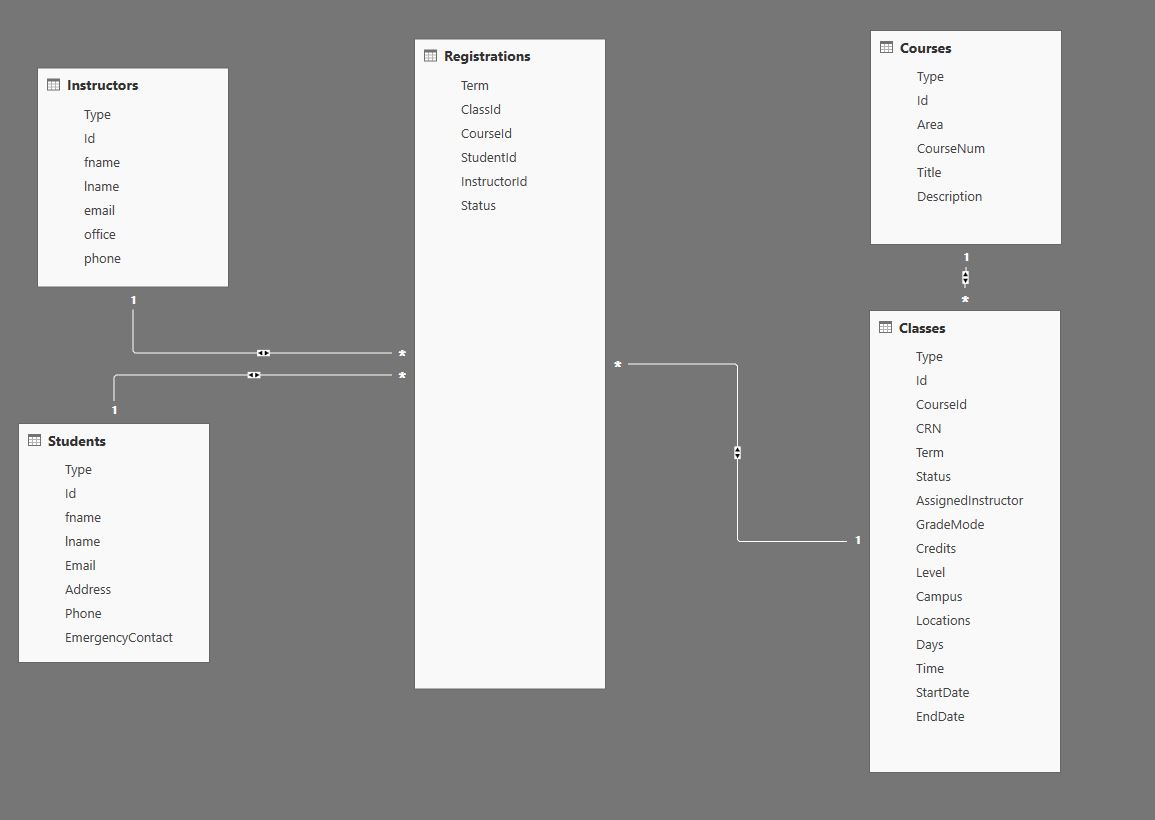 Instructors
Type
Id
fname
lname
email
office
phone
1
*
Students
Type
Id
fname
lname
Email
Address
Phone
EmergencyContact
1
*
Registrations
Term
ClassId
CourseId
StudentId
InstructorId
Status
*
1
Courses
Type
Id
Area
CourseNum
Title
Description
1
*
Classes
Type
Id
CourseId
CRN
Term
Status
AssignedInstructor
GradeMode
Credits
Level
Campus
Locations
Days
Time
StartDate
EndDate